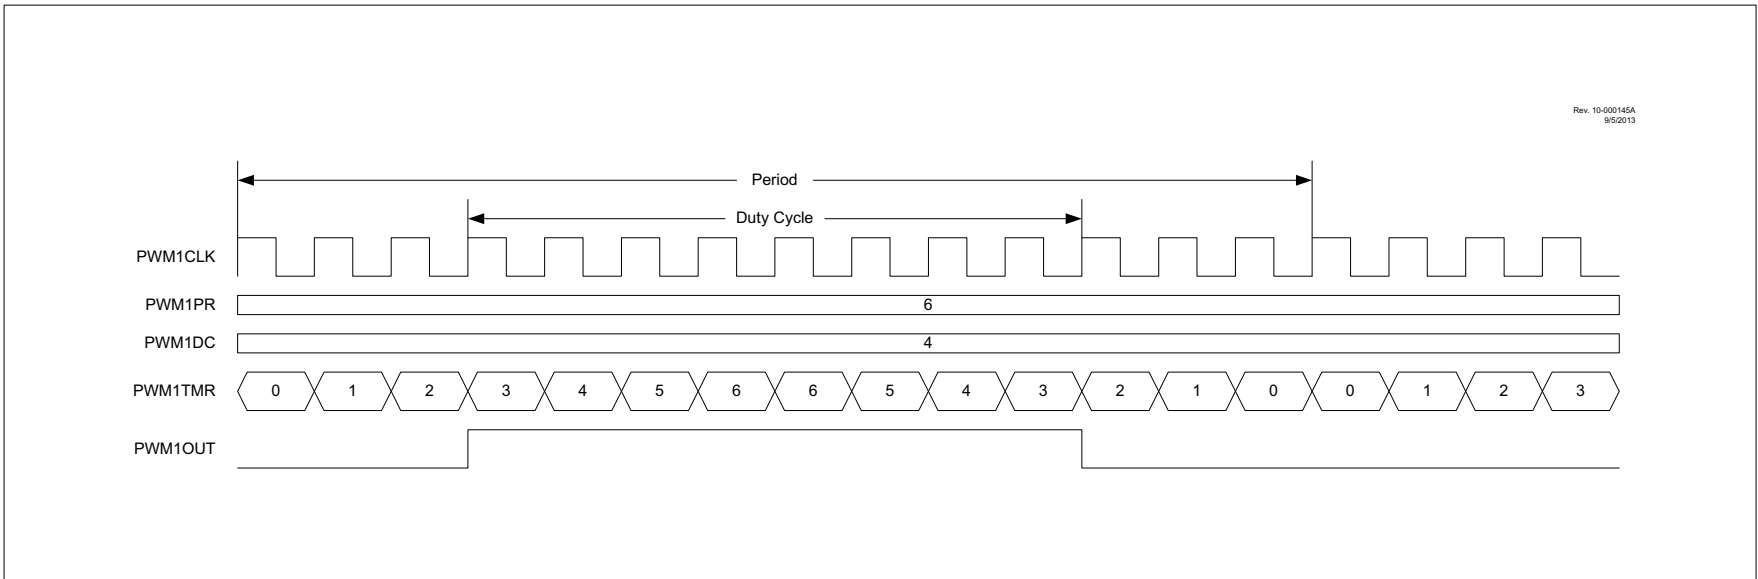 Rev. 10-000145A
9/5/2013
Period
Duty Cycle
PWM1CLK
PWM1PR 6
PWM1DC 4
PWM1TMR 0 1 2 3 4 5 6 6 5 4 3 2 1 0 0 1 2 3
PWM1OUT